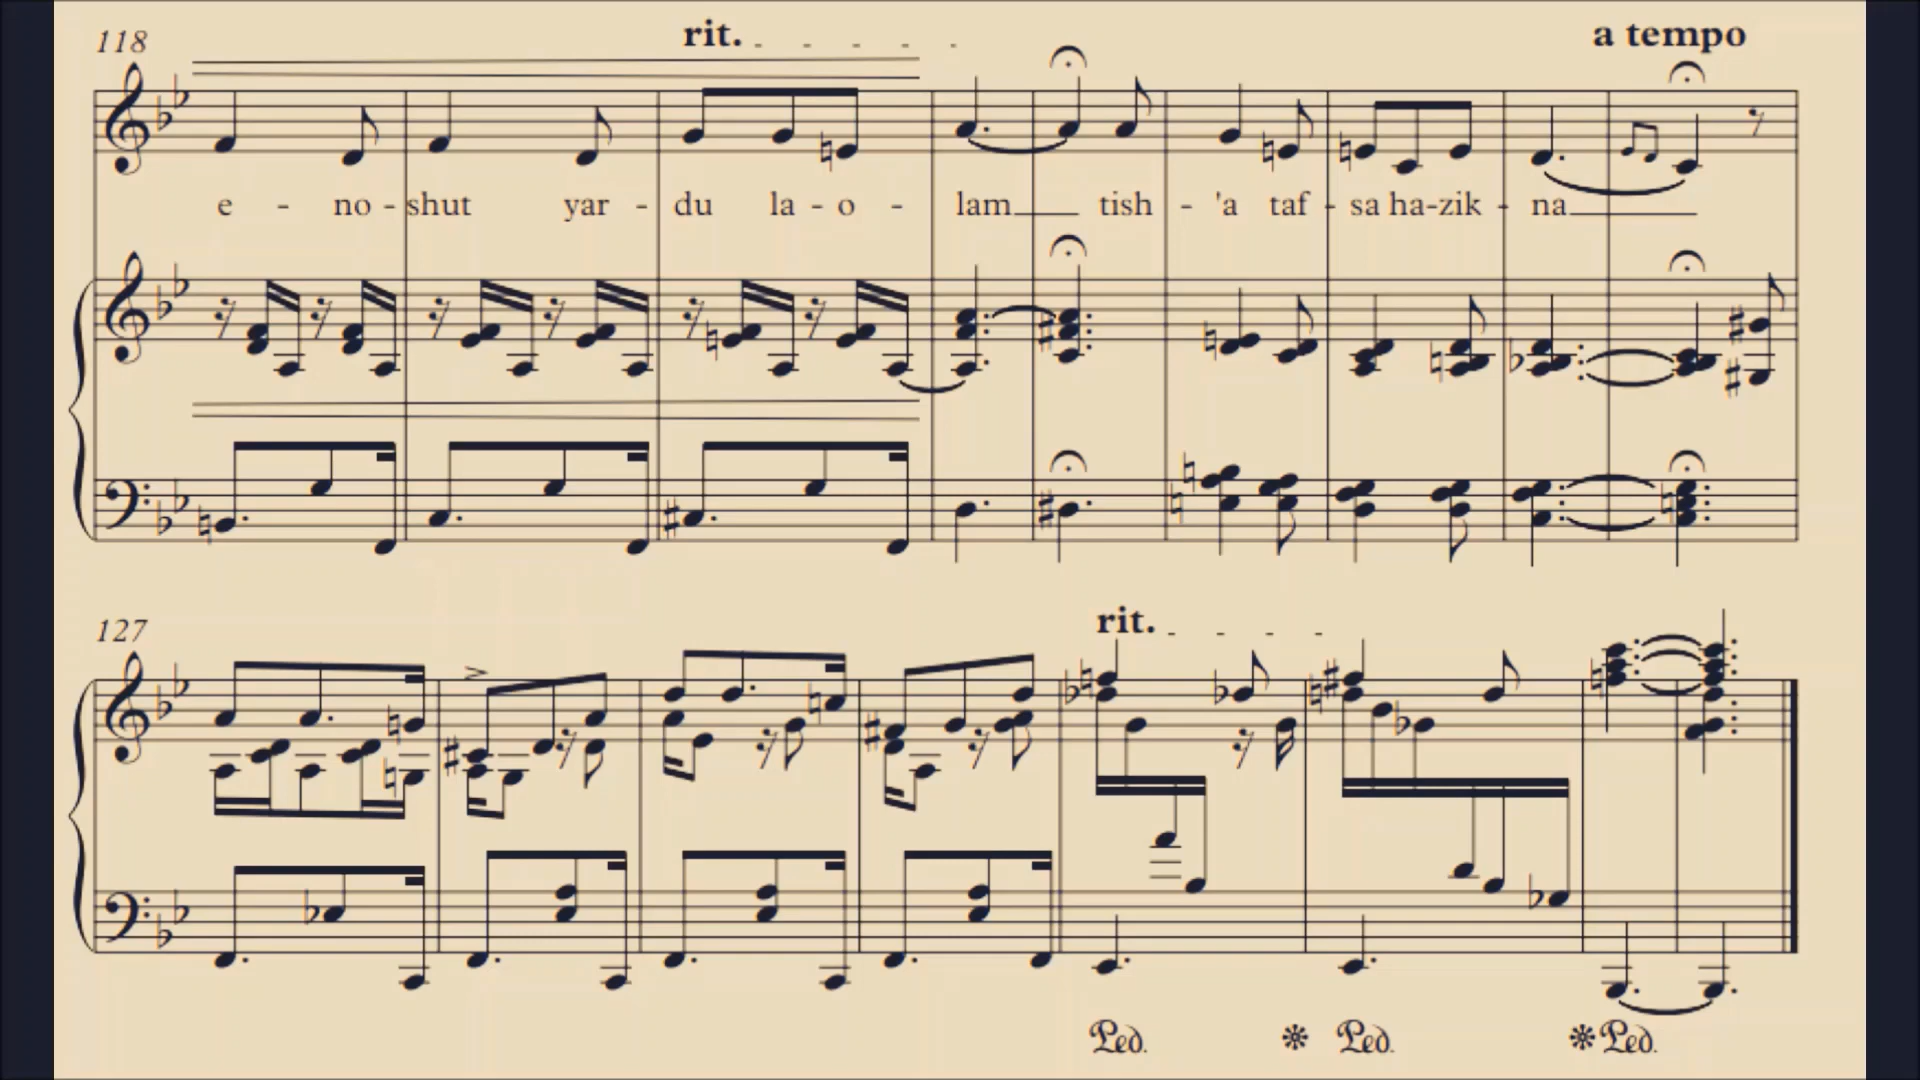 118
rit.
a tempo
e - no - shut yar - du la - o - lam tish - 'a taf - sa ha-zik - na
127
rit.
Ped. Ped. Ped.